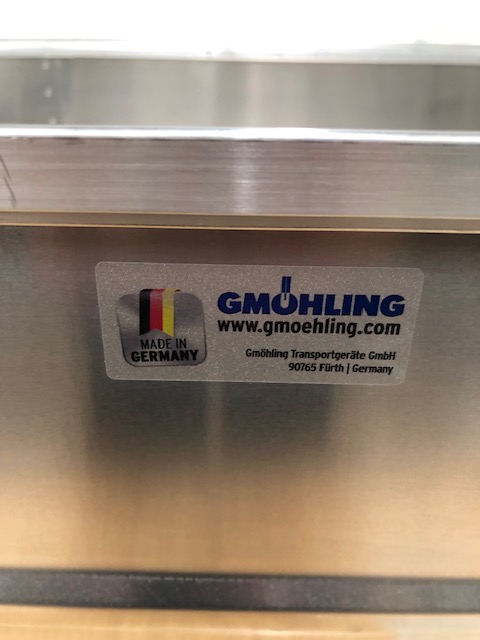 GMÖHLING
www.gmoehling.com
MADE IN
GERMANY
Gmöhling Transportgeräte GmbH
90765 Fürth | Germany